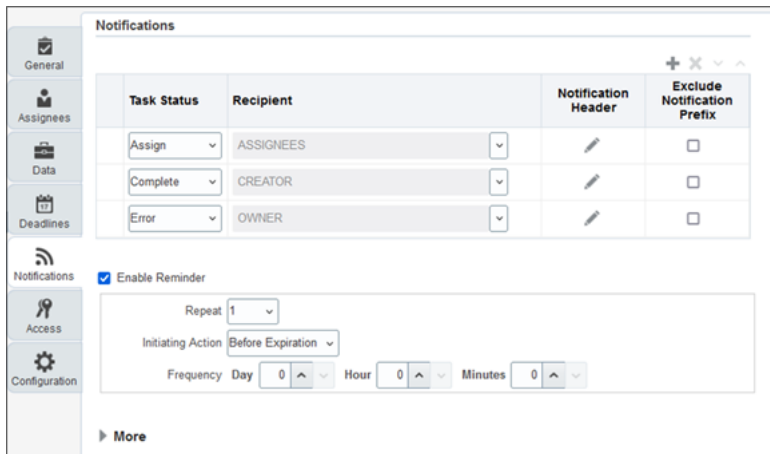 Notifications
General
Assignees
Data
17
Deadlines
Notifications
Access
Configuration
Task Status Recipient Notification Header Exclude Notification Prefix
Assign ASSIGNEES
Complete CREATOR
Error OWNER
Enable Reminder
Repeat 1
Initiating Action Before Expiration
Frequency Day 0 Hour 0 Minutes 0
More